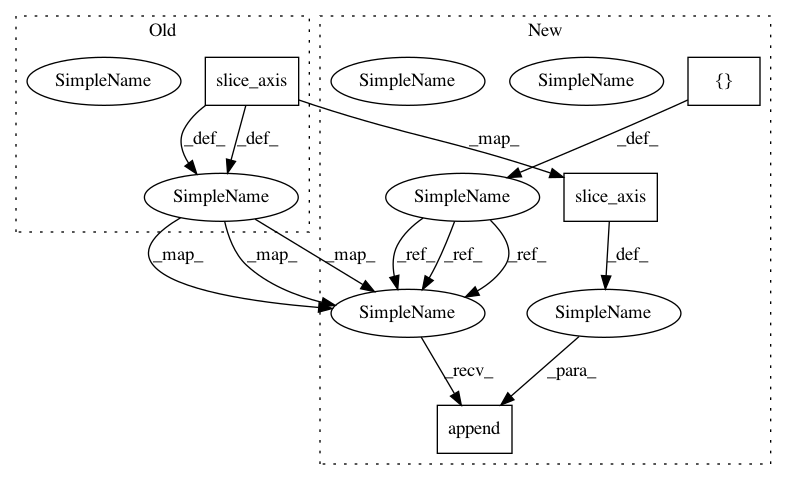 Old
New
SimpleName
slice_axis
SimpleName
SimpleName
{}
_def_
_def_
_map_
_def_
SimpleName
SimpleName
slice_axis
_map_
_map_
_map_
_ref_
_ref_
_ref_
_def_
SimpleName
SimpleName
_recv_
_para_
append